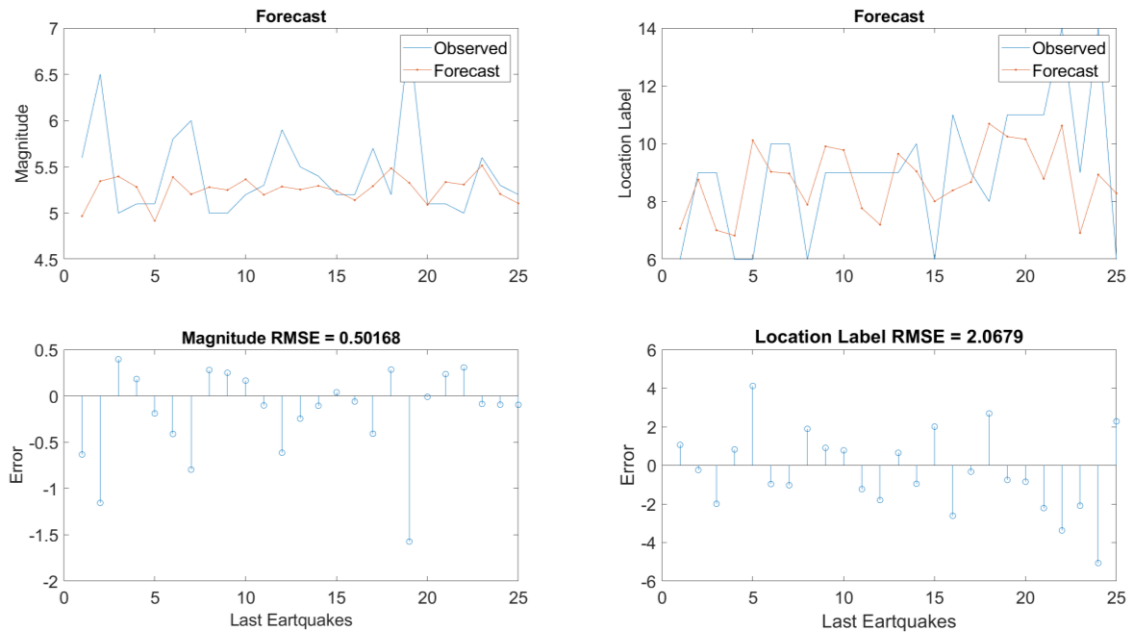 Forecast
7
6.5
6
5.5
5
4.5
Magnitude
Observed
Forecast
0 5 10 15 20 25
Forecast
14
12
10
8
6
Location Label
Observed
Forecast
0 5 10 15 20 25
Magnitude RMSE = 0.50168
0.5
0
-0.5
-1
-1.5
-2
Error
0 5 10 15 20 25
Last Eartquakes
Location Label RMSE = 2.0679
6
4
2
0
-2
-4
-6
Error
0 5 10 15 20 25
Last Eartquakes